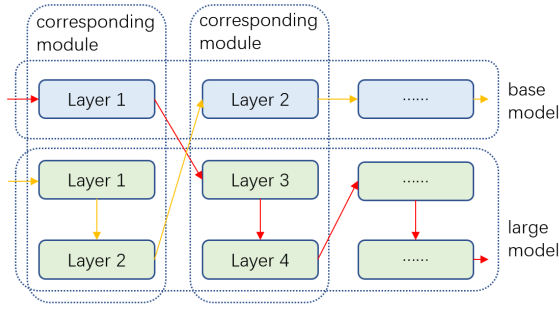 corresponding
module
corresponding
module
Layer 1
Layer 2
······
base
model
Layer 1
Layer 3
······
Layer 2
Layer 4
······
large
model